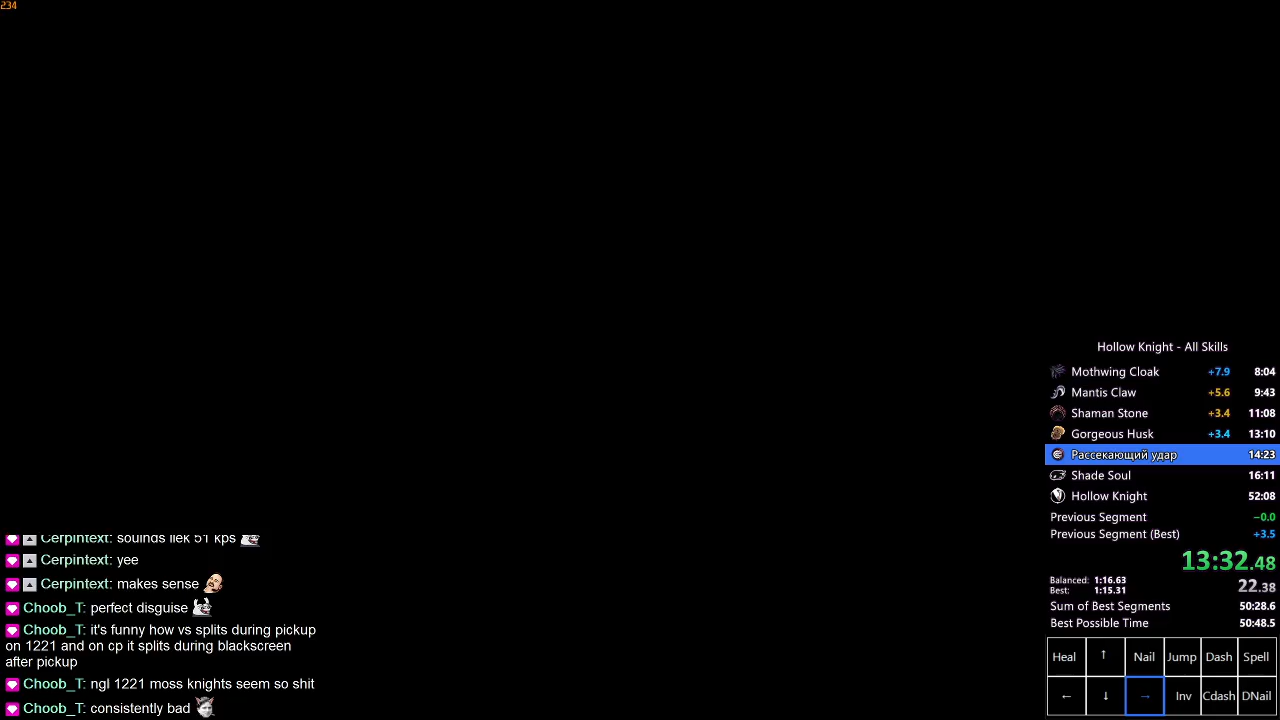 234
Hollow Knight - All Skills
Mothwing Cloak +7.9 8:04
Mantis Claw +5.6 9:43
Shaman Stone +3.4 11:08
Gorgeous Husk +3.4 13:10
Рассекающий удар 14:23
Shade Soul 16:11
Hollow Knight 52:08
Previous Segment −0.0
Previous Segment (Best) +3.5
13:32.48
Balanced: 1:16.63
Best: 1:15.31
22.38
Sum of Best Segments 50:28.6
Best Possible Time 50:48.5
Heal ↑ Nail Jump Dash Spell
← ↓ → Inv Cdash DNail
Cerpintext: sounds liek 51 kps
Cerpintext: yee
Cerpintext: makes sense
Choob_T: perfect disguise
Choob_T: it's funny how vs splits during pickup
on 1221 and on cp it splits during blackscreen
after pickup
Choob_T: ngl 1221 moss knights seem so shit
Choob_T: consistently bad